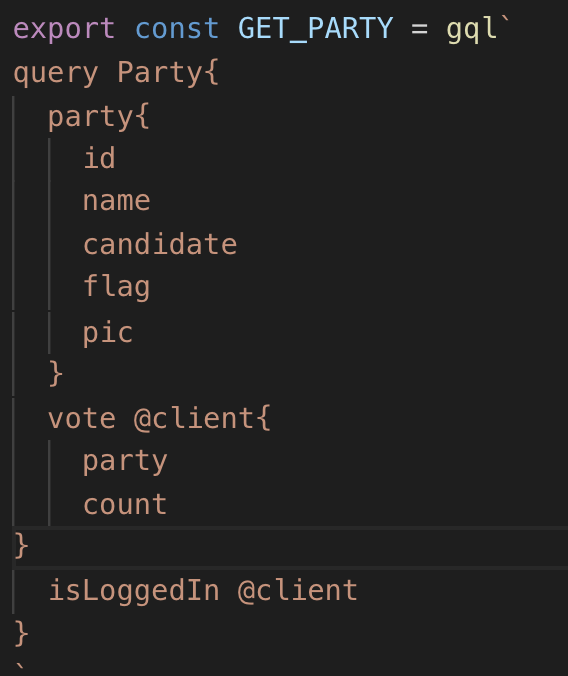 export const GET_PARTY = gql`
query Party{
  party{
    id
    name
    candidate
    flag
    pic
  }
  vote @client{
    party
    count
}
  isLoggedIn @client
}
`